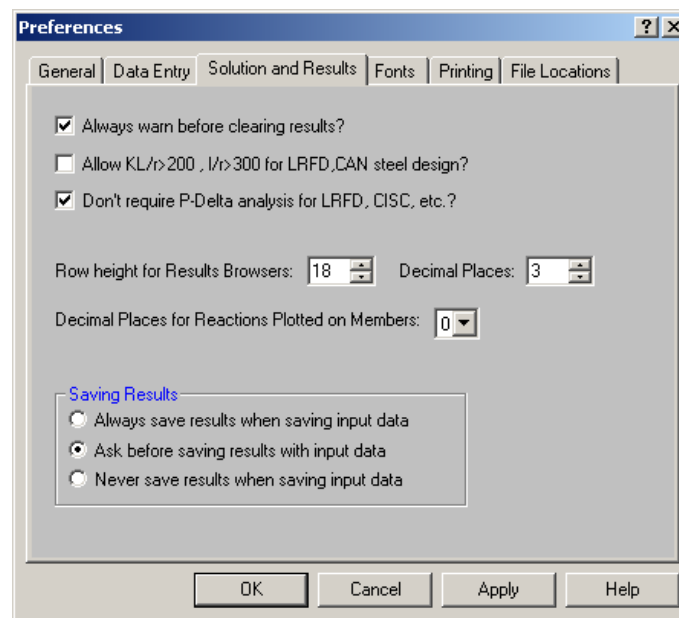 Preferences
General Data Entry Solution and Results Fonts Printing File Locations
Always warn before clearing results?
Allow KL/r>200 , l/r>300 for LRFD,CAN steel design?
Don't require P-Delta analysis for LRFD, CISC, etc.?
Row height for Results Browsers: 18 Decimal Places: 3
Decimal Places for Reactions Plotted on Members: 0
Saving Results
Always save results when saving input data
Ask before saving results with input data
Never save results when saving input data
OK Cancel Apply Help